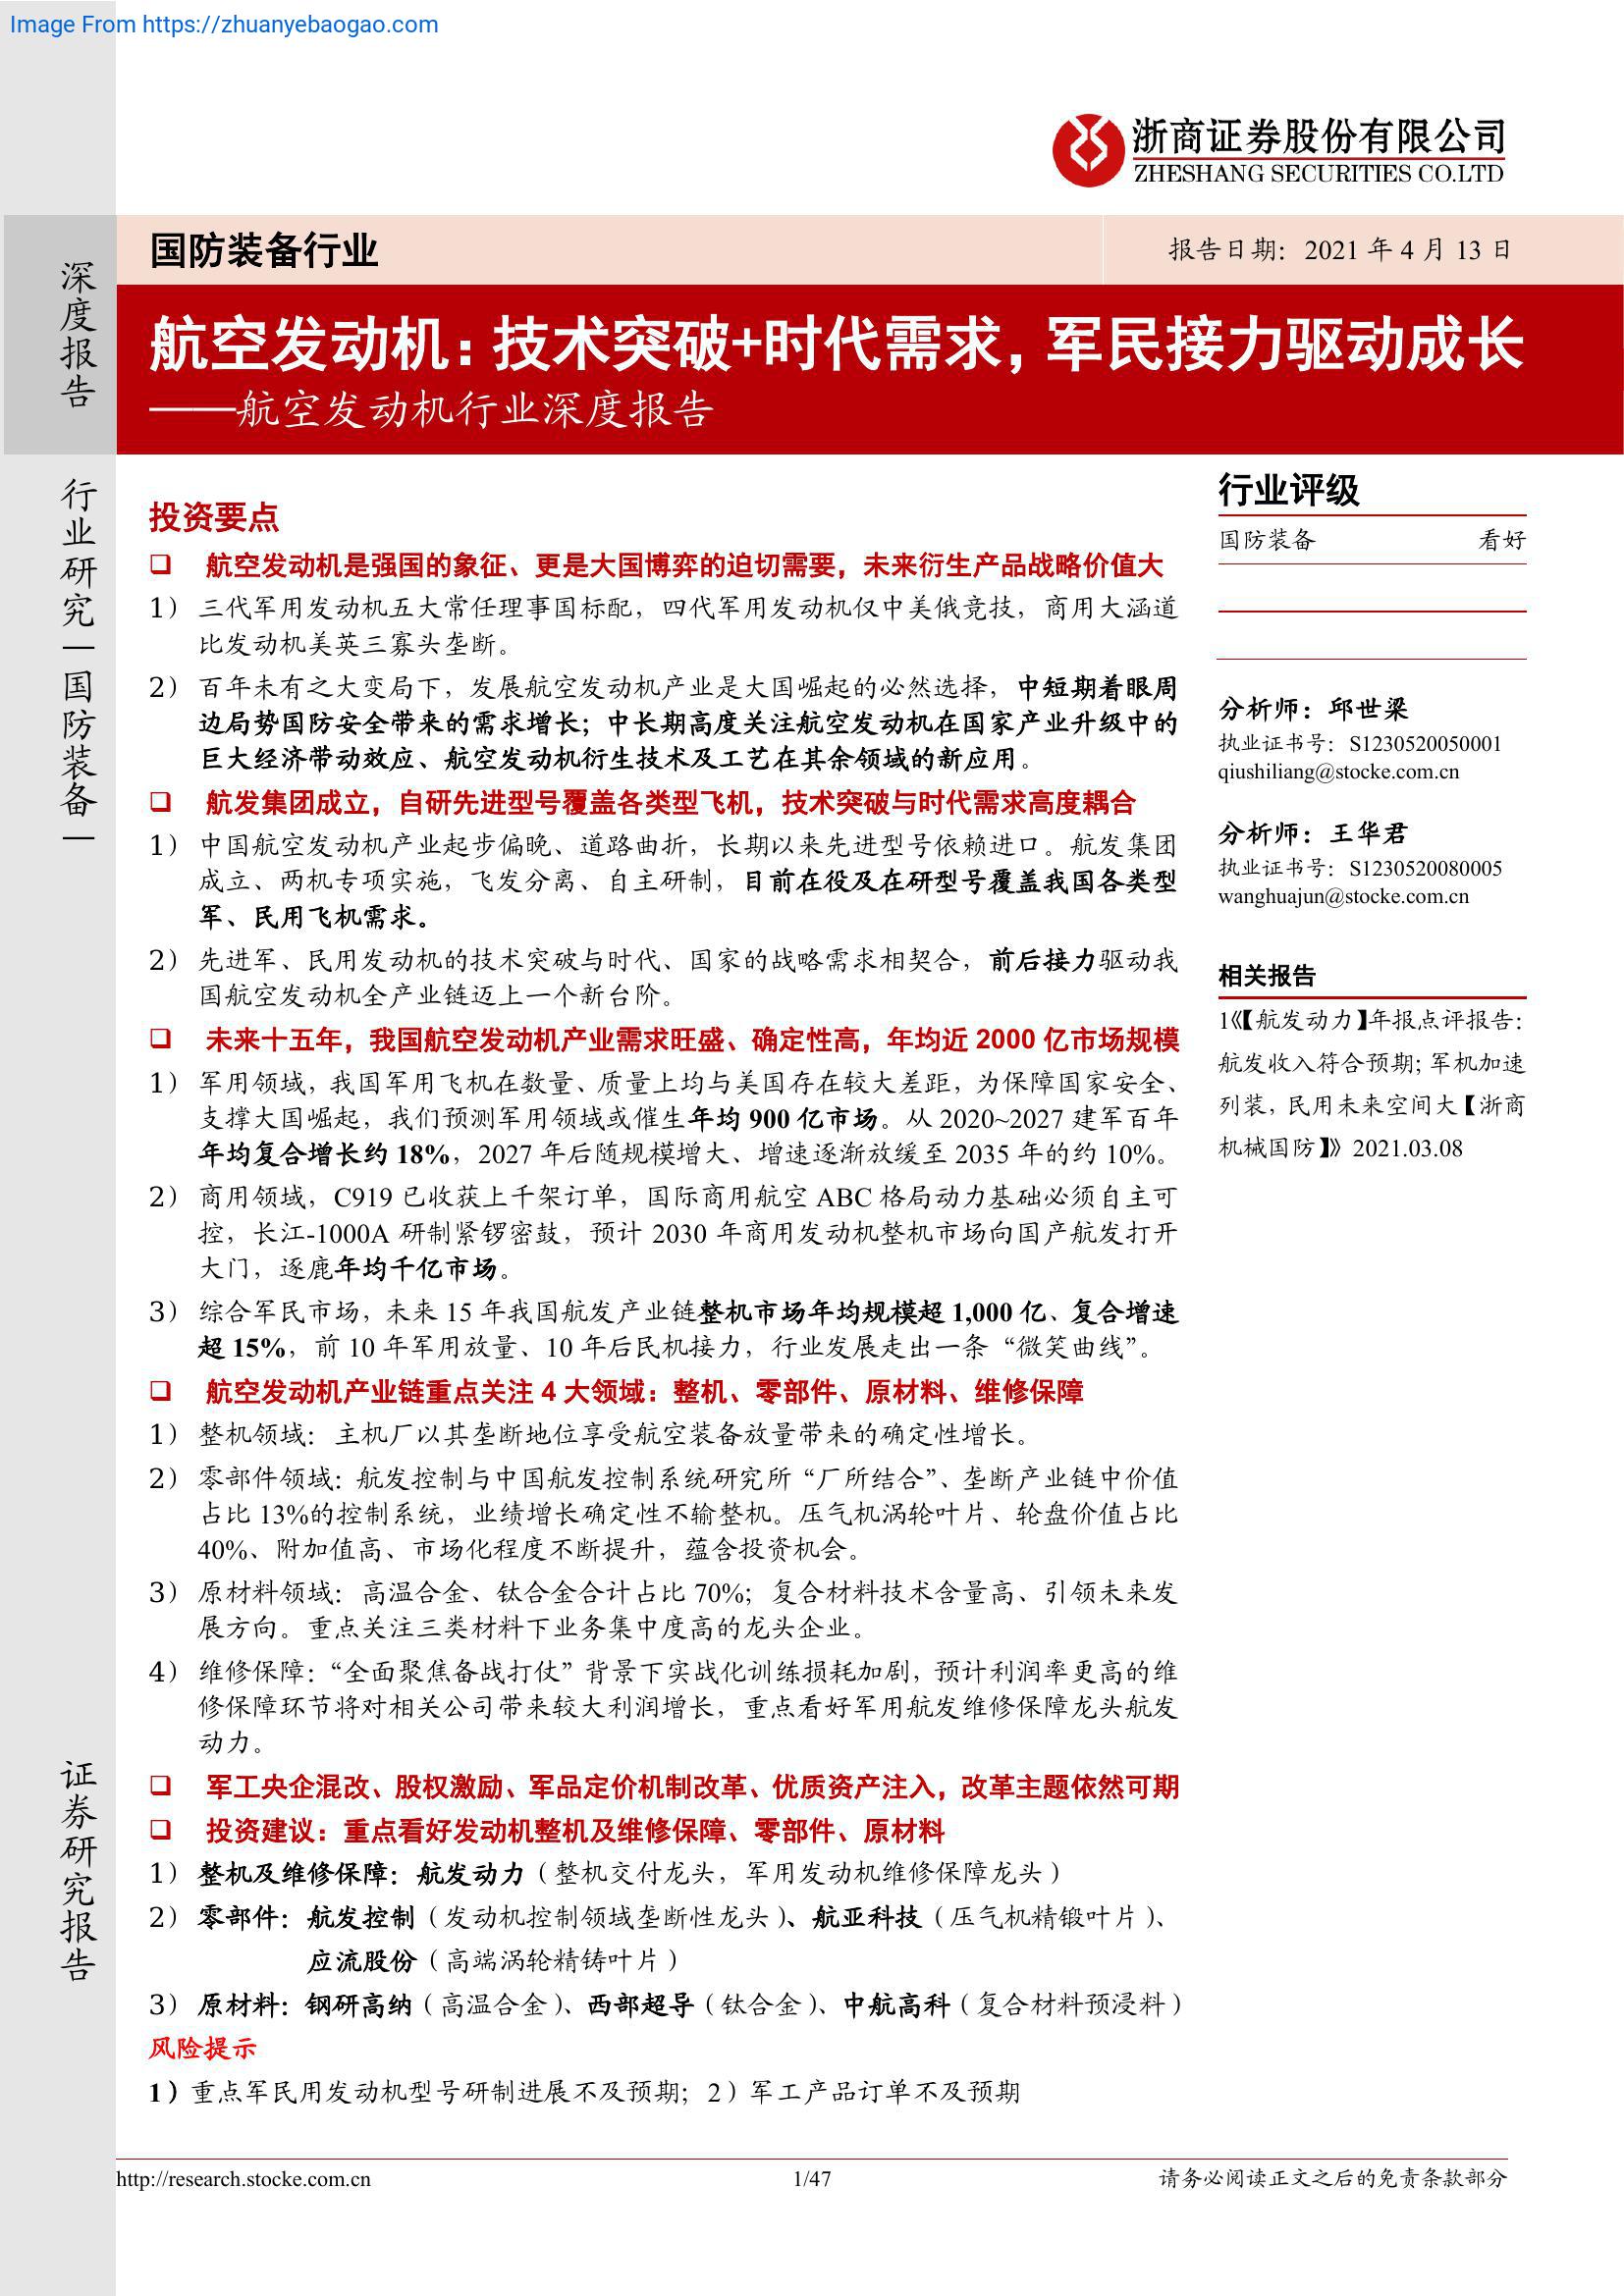 Image From https://zhuanyebaogao.com
浙商证券股份有限公司
ZHESHANG SECURITIES CO.LTD
深度报告
国防装备行业
报告日期：2021 年 4 月 13 日
航空发动机：技术突破+时代需求，军民接力驱动成长
——航空发动机行业深度报告
行业研究—国防装备—
证券研究报告
投资要点
❑ 航空发动机是强国的象征、更是大国博弈的迫切需要，未来衍生产品战略价值大
1） 三代军用发动机五大常任理事国标配，四代军用发动机仅中美俄竞技，商用大涵道
比发动机美英三寡头垄断。
2） 百年未有之大变局下，发展航空发动机产业是大国崛起的必然选择，中短期着眼周
边局势国防安全带来的需求增长；中长期高度关注航空发动机在国家产业升级中的
巨大经济带动效应、航空发动机衍生技术及工艺在其余领域的新应用。
❑ 航发集团成立，自研先进型号覆盖各类型飞机，技术突破与时代需求高度耦合
1） 中国航空发动机产业起步偏晚、道路曲折，长期以来先进型号依赖进口。航发集团
成立、两机专项实施，飞发分离、自主研制，目前在役及在研型号覆盖我国各类型
军、民用飞机需求。
2） 先进军、民用发动机的技术突破与时代、国家的战略需求相契合，前后接力驱动我
国航空发动机全产业链迈上一个新台阶。
❑ 未来十五年，我国航空发动机产业需求旺盛、确定性高，年均近 2000 亿市场规模
1） 军用领域，我国军用飞机在数量、质量上均与美国存在较大差距，为保障国家安全、
支撑大国崛起，我们预测军用领域或催生年均 900 亿市场。从 2020~2027 建军百年
年均复合增长约 18%，2027 年后随规模增大、增速逐渐放缓至 2035 年的约 10%。
2） 商用领域，C919 已收获上千架订单，国际商用航空 ABC 格局动力基础必须自主可
控，长江-1000A 研制紧锣密鼓，预计 2030 年商用发动机整机市场向国产航发打开
大门，逐鹿年均千亿市场。
3） 综合军民市场，未来 15 年我国航发产业链整机市场年均规模超 1,000 亿、复合增速
超 15%，前 10 年军用放量、10 年后民机接力，行业发展走出一条“微笑曲线”。
❑ 航空发动机产业链重点关注 4 大领域：整机、零部件、原材料、维修保障
1） 整机领域：主机厂以其垄断地位享受航空装备放量带来的确定性增长。
2） 零部件领域：航发控制与中国航发控制系统研究所“厂所结合”、垄断产业链中价值
占比 13%的控制系统，业绩增长确定性不输整机。压气机涡轮叶片、轮盘价值占比
40%、附加值高、市场化程度不断提升，蕴含投资机会。
3） 原材料领域：高温合金、钛合金合计占比 70%；复合材料技术含量高、引领未来发
展方向。重点关注三类材料下业务集中度高的龙头企业。
4） 维修保障：“全面聚焦备战打仗”背景下实战化训练损耗加剧，预计利润率更高的维
修保障环节将对相关公司带来较大利润增长，重点看好军用航发维修保障龙头航发
动力。
❑ 军工央企混改、股权激励、军品定价机制改革、优质资产注入，改革主题依然可期
❑ 投资建议：重点看好发动机整机及维修保障、零部件、原材料
1） 整机及维修保障：航发动力（整机交付龙头，军用发动机维修保障龙头）
2） 零部件：航发控制（发动机控制领域垄断性龙头）、航亚科技（压气机精锻叶片）、
应流股份（高端涡轮精铸叶片）
3） 原材料：钢研高纳（高温合金）、西部超导（钛合金）、中航高科（复合材料预浸料）
风险提示
1）重点军民用发动机型号研制进展不及预期；2）军工产品订单不及预期
行业评级
国防装备 看好
分析师：邱世梁
执业证书号：S1230520050001
qiushiliang@stocke.com.cn
分析师：王华君
执业证书号：S1230520080005
wanghuajun@stocke.com.cn
相关报告
1《【航发动力】年报点评报告：
航发收入符合预期；军机加速
列装，民用未来空间大【浙商
机械国防】》2021.03.08
http://research.stocke.com.cn
1/47
请务必阅读正文之后的免责条款部分